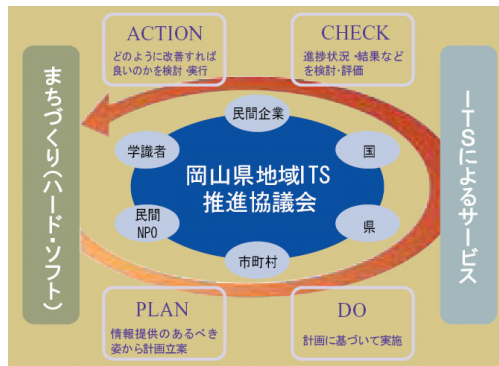 ACTION
どのように改善すれば
良いのかを検討・実行
CHECK
進捗状況・結果など
を検討・評価
まちづくり(ハード・ソフト)
ITSによるサービス
民間企業
学識者
国
岡山県地域ITS
推進協議会
民間
NPO
県
市町村
PLAN
情報提供のあるべき
姿から計画立案
DO
計画に基づいて実施